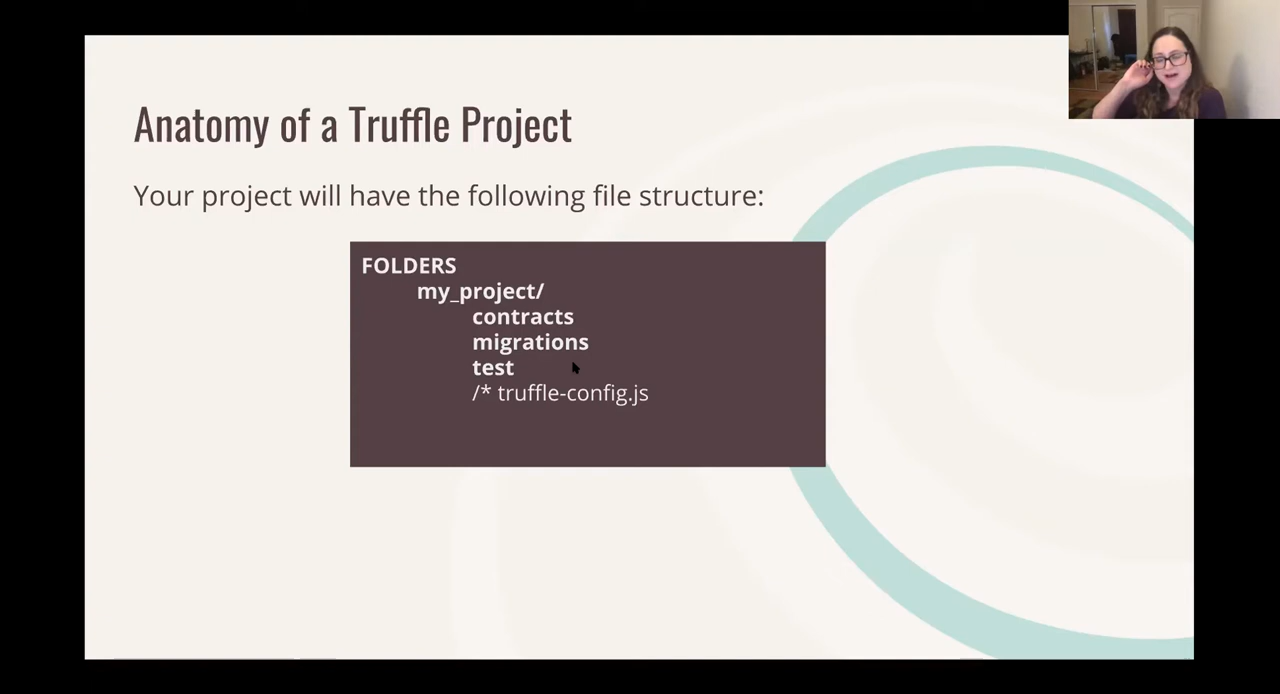 Anatomy of a Truffle Project
Your project will have the following file structure:
FOLDERS
my_project/
contracts
migrations
test
/* truffle-config.js